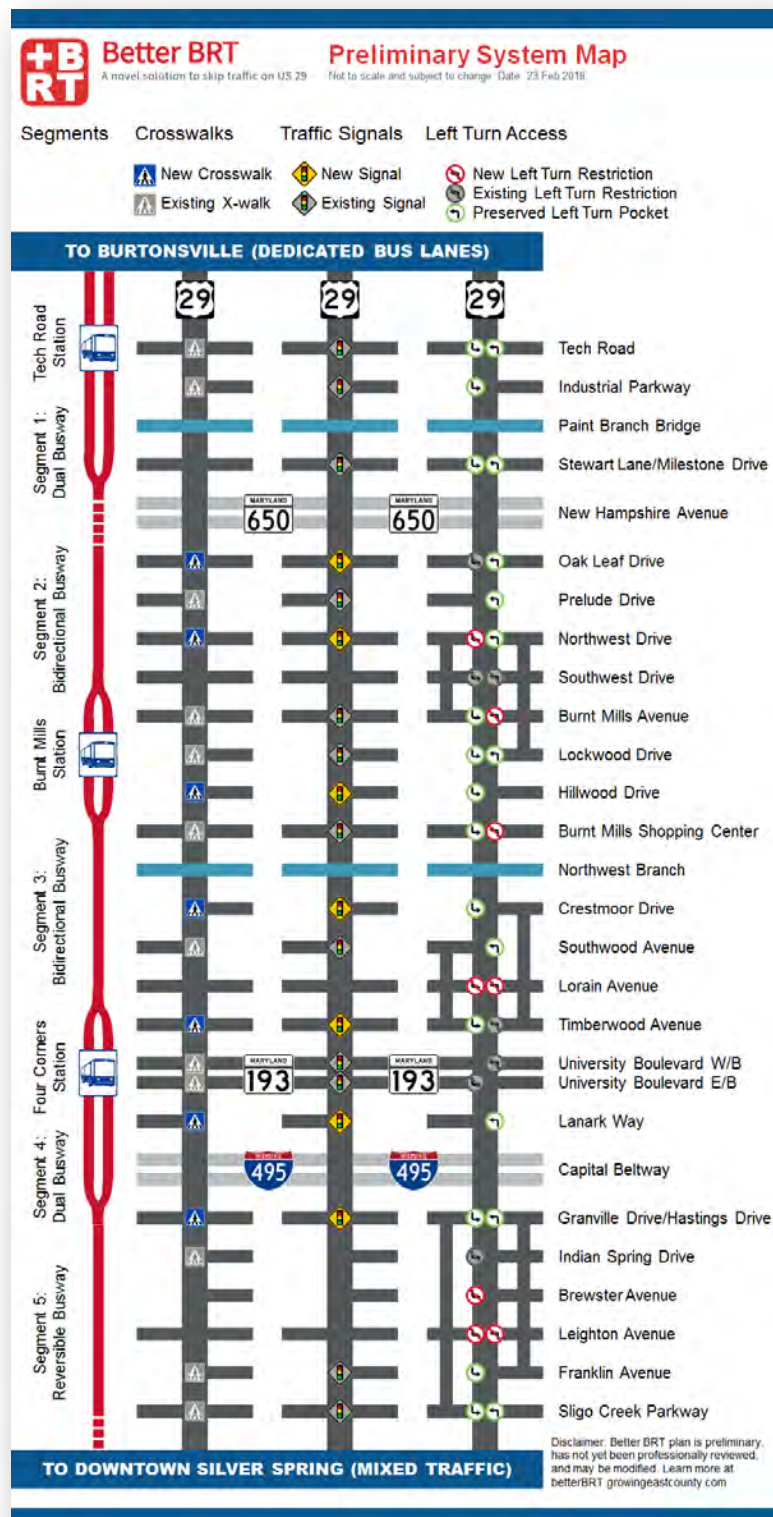 +B
RT
Better BRT
A novel solution to skip traffic on US 29
Preliminary System Map
Not to scale and subject to change Date 23 Feb 2018
Segments
Crosswalks
Traffic Signals
Left Turn Access
New Crosswalk
Existing X-walk
New Signal
Existing Signal
New Left Turn Restriction
Existing Left Turn Restriction
Preserved Left Turn Pocket
TO BURTONSVILLE (DEDICATED BUS LANES)
29
29
29
Tech Road
Station
Segment 1:
Dual Busway
Segment 2:
Bidirectional Busway
Burnt Mills
Station
Segment 3:
Bidirectional Busway
Four Corners
Station
Segment 4:
Dual Busway
Segment 5:
Reversible Busway
Tech Road
Industrial Parkway
Paint Branch Bridge
Stewart Lane/Milestone Drive
MARYLAND
650
MARYLAND
650
New Hampshire Avenue
Oak Leaf Drive
Prelude Drive
Northwest Drive
Southwest Drive
Burnt Mills Avenue
Lockwood Drive
Hillwood Drive
Burnt Mills Shopping Center
Northwest Branch
Crestmoor Drive
Southwood Avenue
Lorain Avenue
Timberwood Avenue
MARYLAND
193
MARYLAND
193
University Boulevard W/B
University Boulevard E/B
Lanark Way
495
495
Capital Beltway
Granville Drive/Hastings Drive
Indian Spring Drive
Brewster Avenue
Leighton Avenue
Franklin Avenue
Sligo Creek Parkway
TO DOWNTOWN SILVER SPRING (MIXED TRAFFIC)
Disclaimer: Better BRT plan is preliminary,
has not yet been professionally reviewed,
and may be modified. Learn more at
betterBRT.growingeastcounty.com